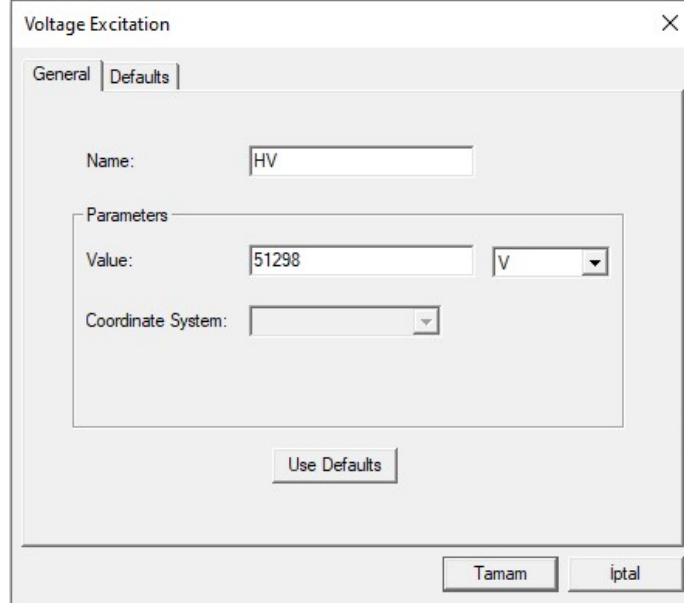 Voltage Excitation
General Defaults
Name: HV
Parameters
Value: 51298 V
Coordinate System:
Use Defaults
Tamam İptal